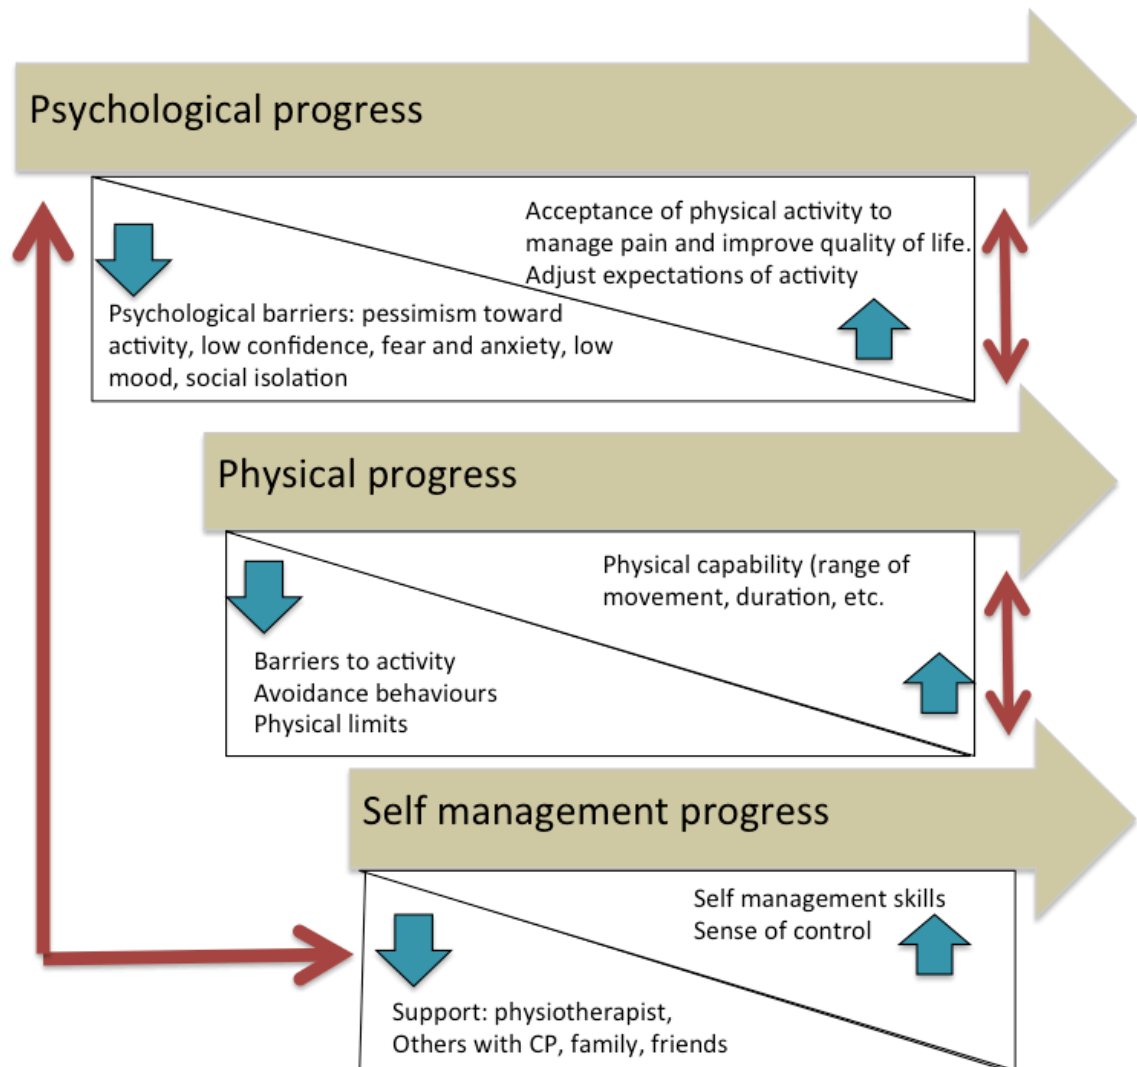 Psychological progress
Acceptance of physical activity to
manage pain and improve quality of life.
Adjust expectations of activity
Psychological barriers: pessimism toward
activity, low confidence, fear and anxiety, low
mood, social isolation
Physical progress
Physical capability (range of
movement, duration, etc.
Barriers to activity
Avoidance behaviours
Physical limits
Self management progress
Self management skills
Sense of control
Support: physiotherapist,
Others with CP, family, friends